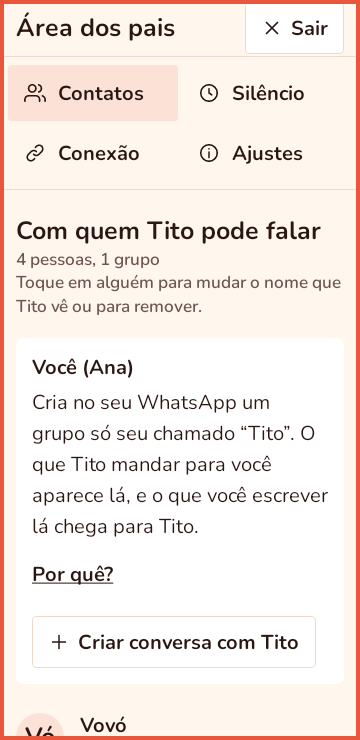 Área dos pais
Sair
Contatos
Silêncio
Conexão
Ajustes
Com quem Tito pode falar
4 pessoas, 1 grupo
Toque em alguém para mudar o nome que
Tito vê ou para remover.
Você (Ana)
Cria no seu WhatsApp um
grupo só seu chamado “Tito”. O
que Tito mandar para você
aparece lá, e o que você escrever
lá chega para Tito.
Por quê?
Criar conversa com Tito
Vovó
Vó